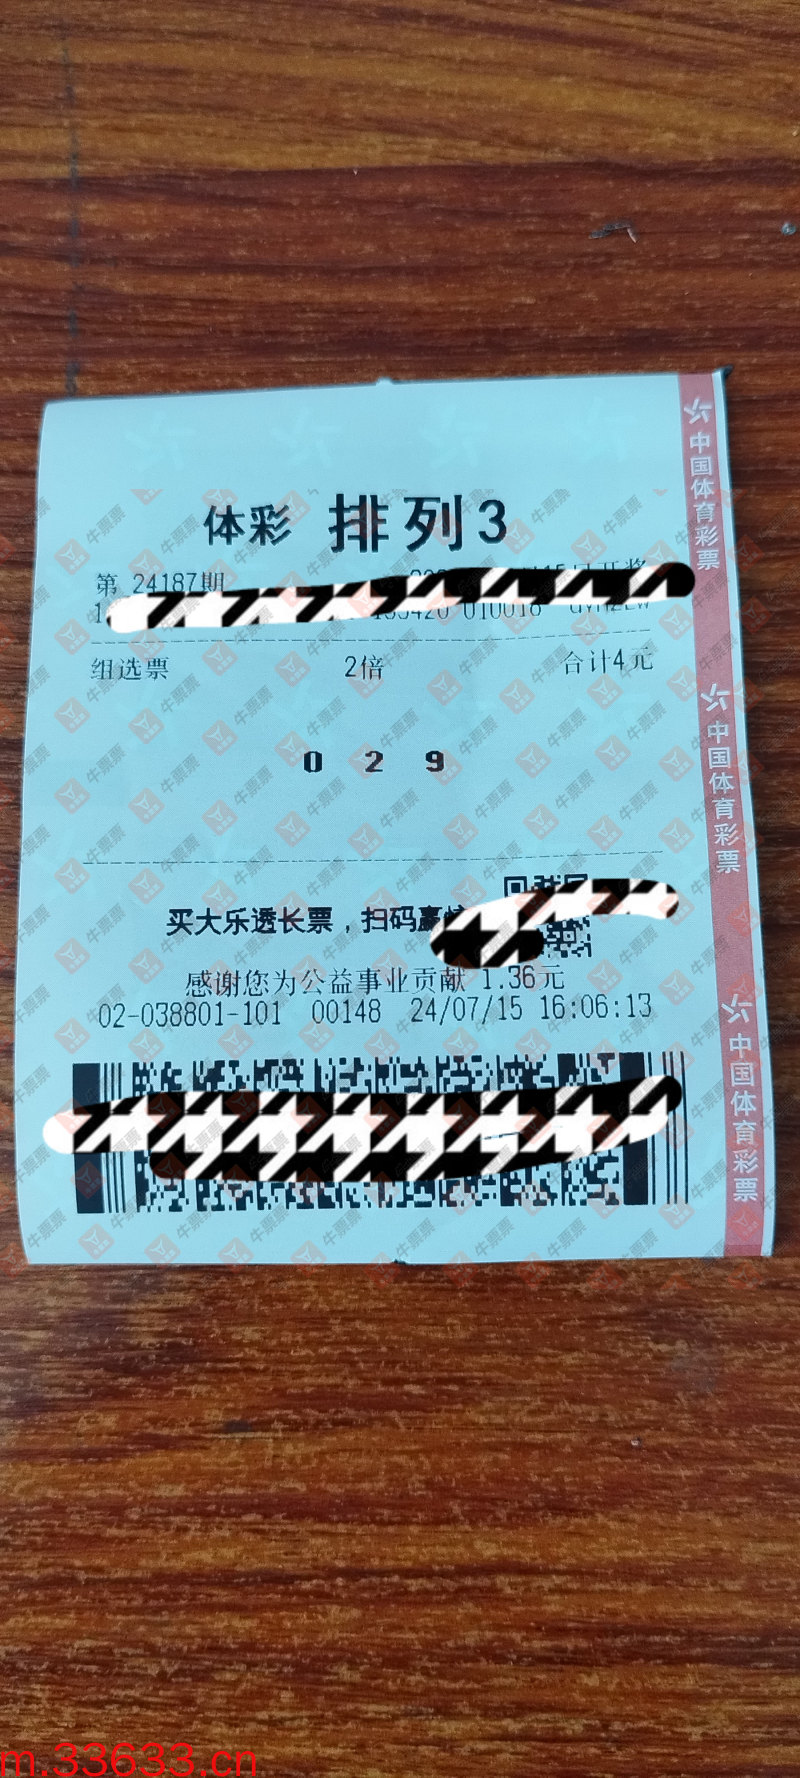 体彩 排列3
第 24187期
组选票 2倍 合计4元
0 2 9
买大乐透长票，扫码赢
感谢您为公益事业贡献 1.36元
02-038801-101 00148 24/07/15 16:06:13
中国体育彩票
中国体育彩票
中国体育彩票
牛票票
m.33633.cn